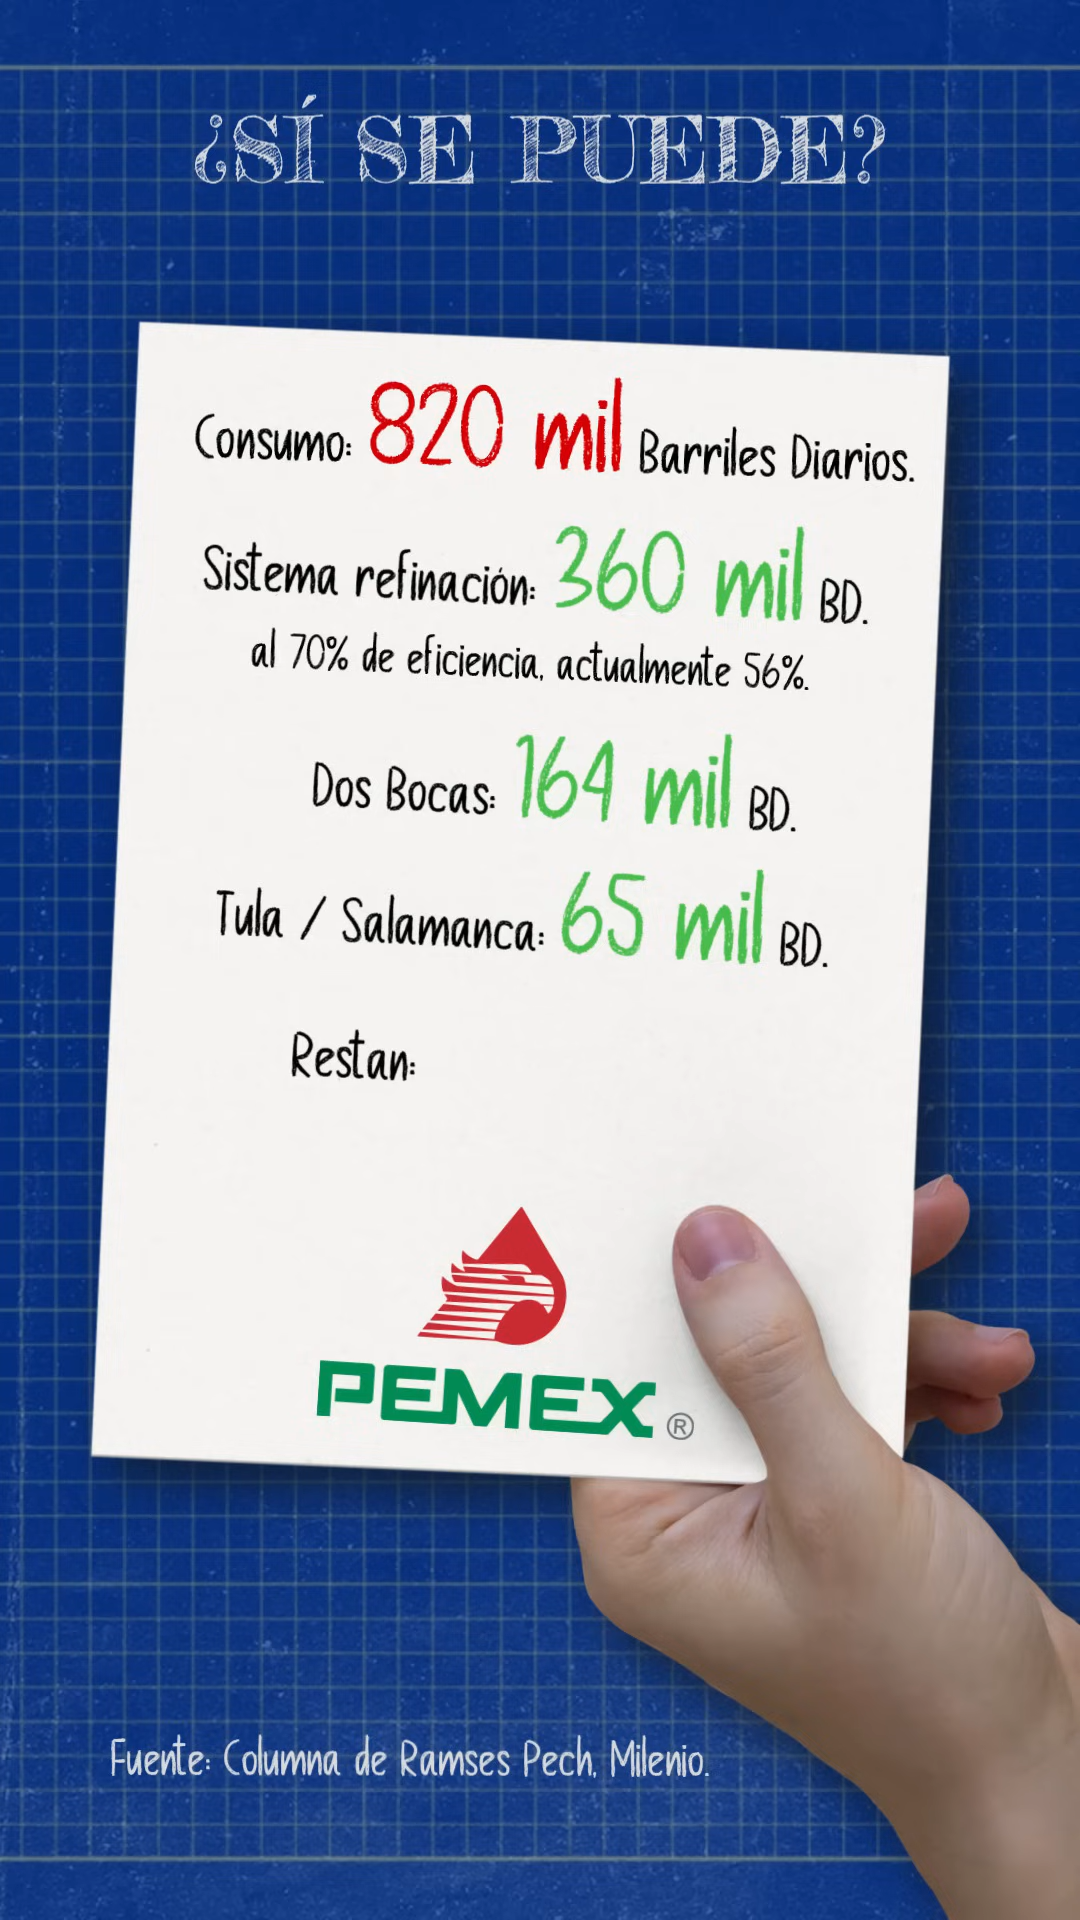 ¿SÍ SE PUEDE?
Consumo: 820 mil Barriles Diarios.
Sistema refinación: 360 mil BD.
al 70% de eficiencia, actualmente 56%.
Dos Bocas: 164 mil BD.
Tula / Salamanca: 65 mil BD.
Restan:
PEMEX ®
Fuente: Columna de Ramses Pech, Milenio.